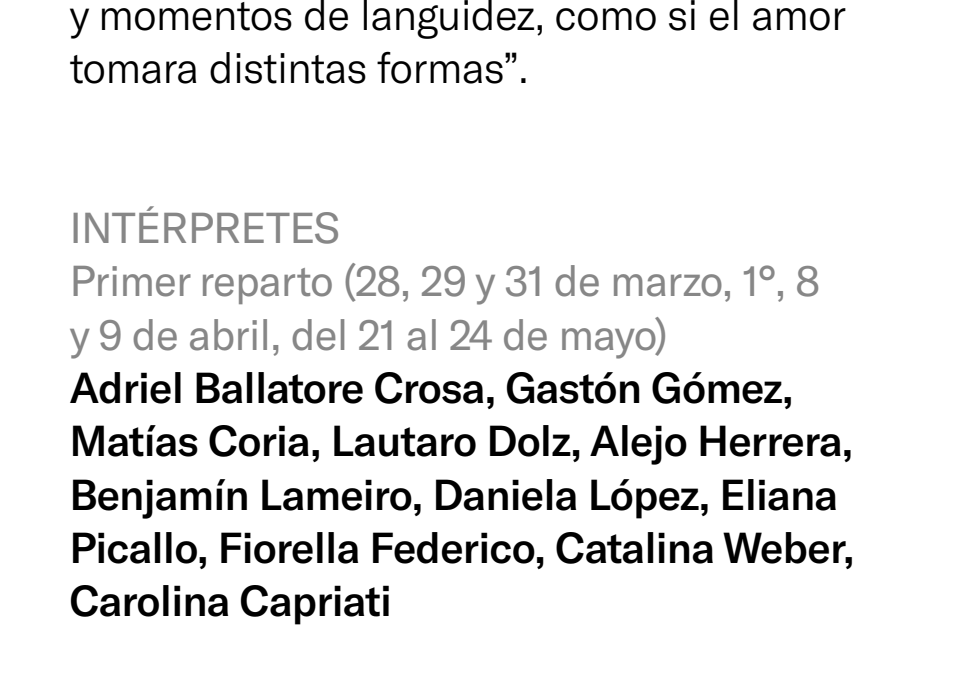 y momentos de languidez, como si el amor
tomara distintas formas”.
INTÉRPRETES
Primer reparto (28, 29 y 31 de marzo, 1°, 8
y 9 de abril, del 21 al 24 de mayo)
Adriel Ballatore Crosa, Gastón Gómez,
Matías Coria, Lautaro Dolz, Alejo Herrera,
Benjamín Lameiro, Daniela López, Eliana
Picallo, Fiorella Federico, Catalina Weber,
Carolina Capriati